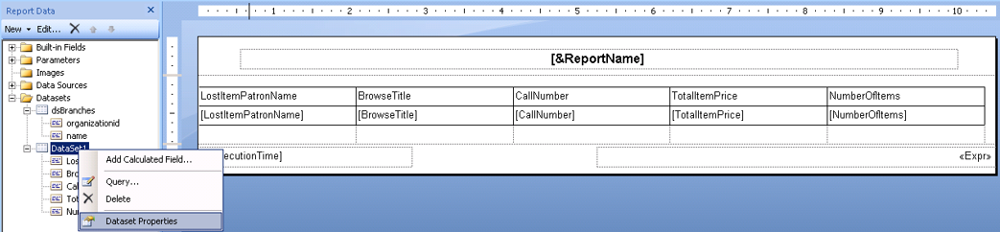 Report Data
New Edit...
Built-in Fields
Parameters
Images
Data Sources
Datasets
dsBranches
organizationid
name
DataSet1
Los
Bro
Cal
Tot
Nur
Add Calculated Field...
Query...
Delete
Dataset Properties
1 2 3 4 5 6 7 8 9 10
[&ReportName]
LostItemPatronName BrowseTitle CallNumber TotalItemPrice NumberOfItems
[LostItemPatronName] [BrowseTitle] [CallNumber] [TotalItemPrice] [NumberOfItems]
ecutionTime] «Expr»